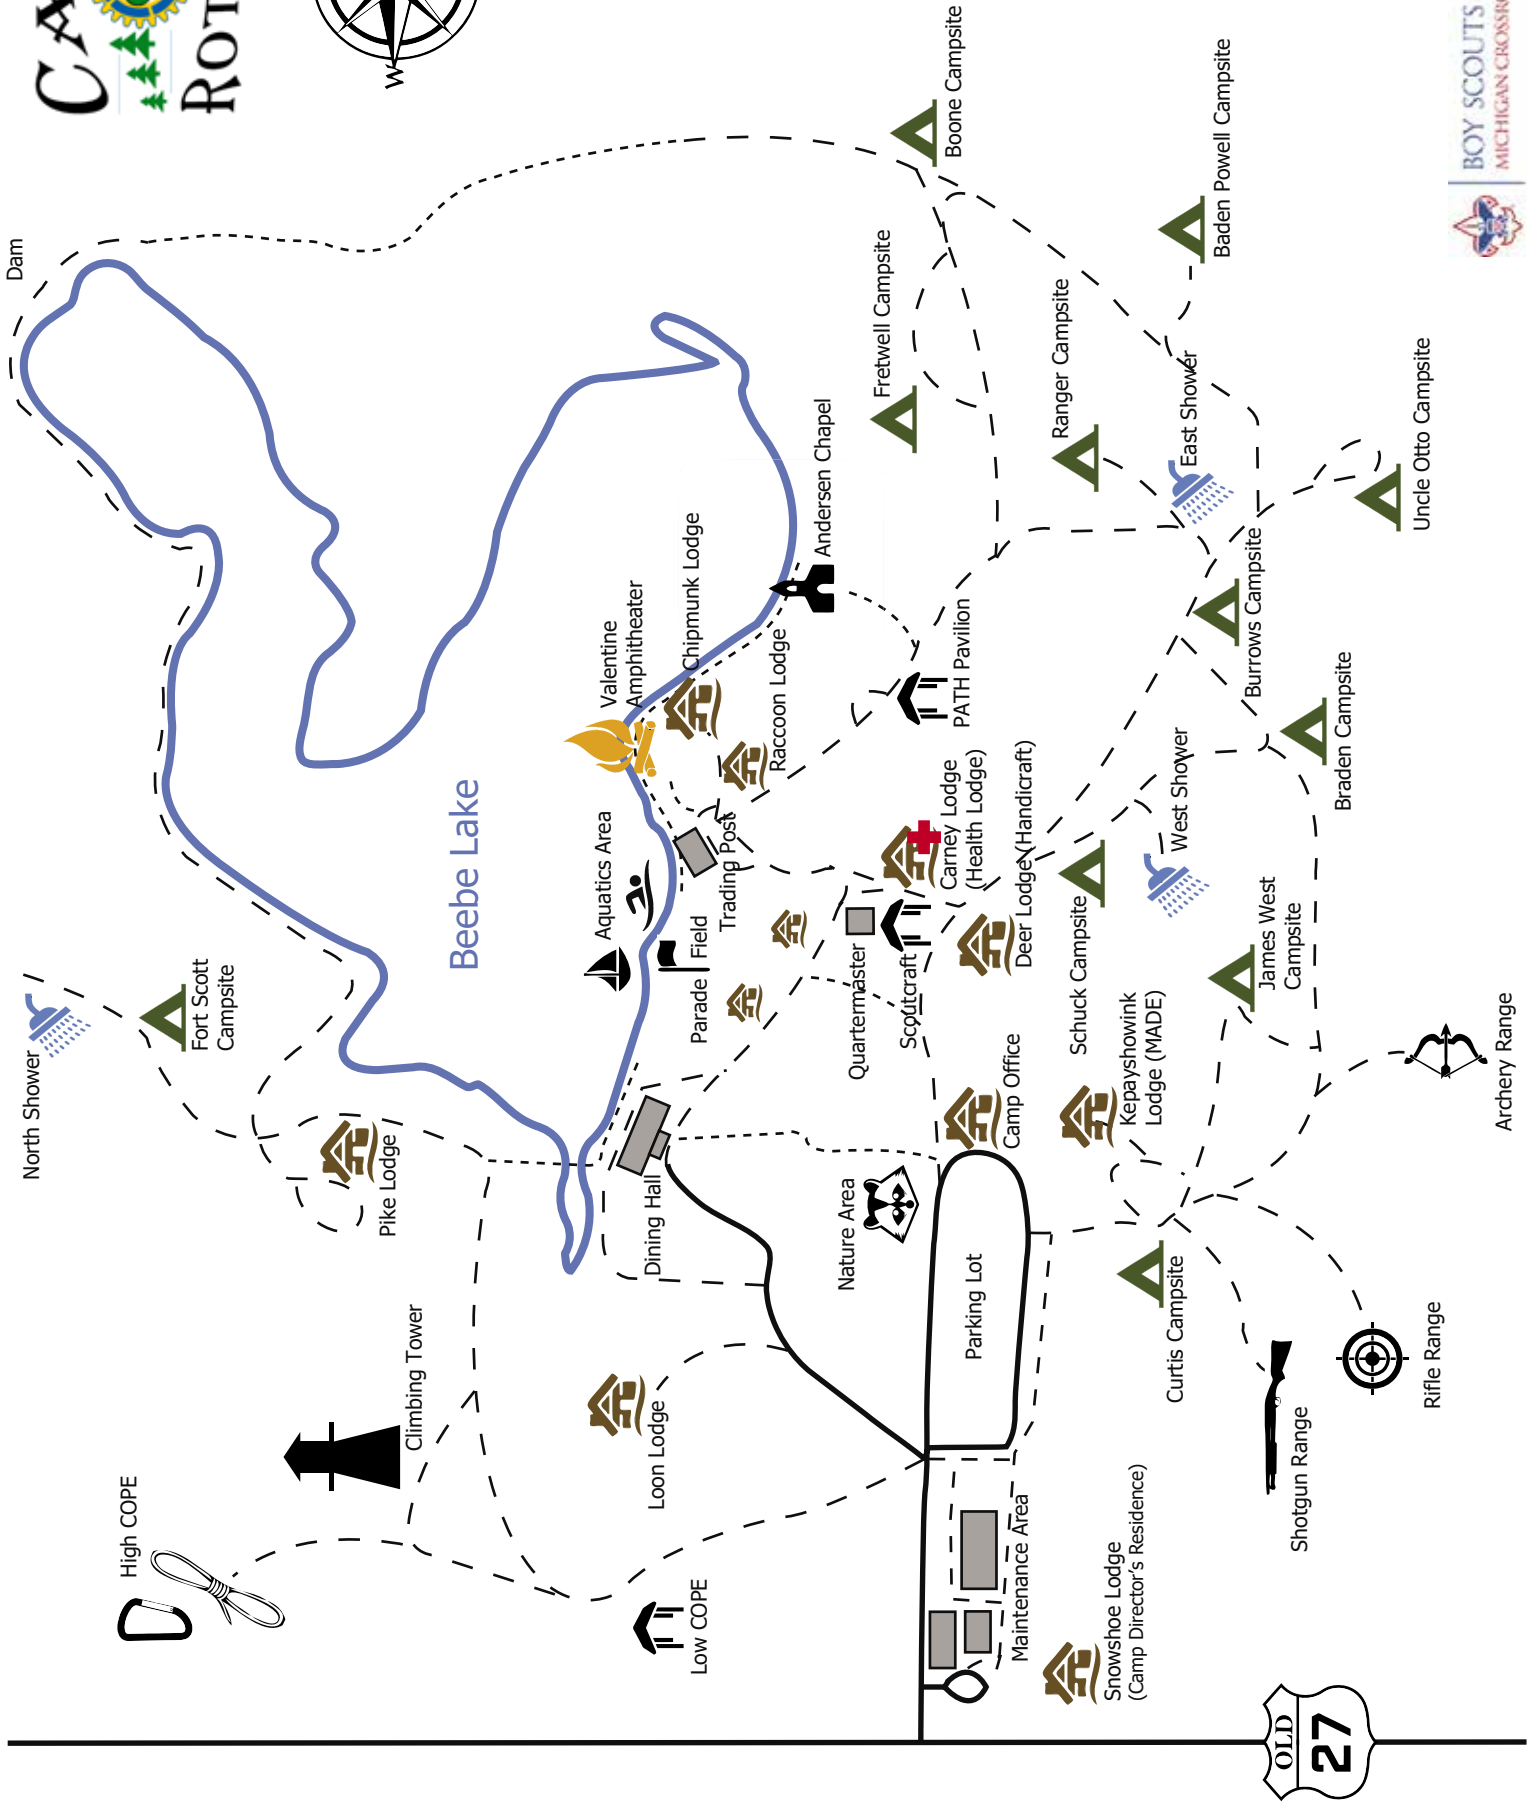 CA
ROT
W
BOY SCOUTS
Dam
Boone Campsite
Baden Powell Campsite
Fretwell Campsite
Ranger Campsite
East Shower
Uncle Otto Campsite
Andersen Chapel
Chipmunk Lodge
Valentine
Amphitheater
Raccoon Lodge
PATH Pavilion
Burrows Campsite
Braden Campsite
West Shower
Beebe Lake
Aquatics Area
Trading Post
Carney Lodge
(Health Lodge)
Deer Lodge (Handicraft)
Parade Field
Quartermaster
Scoutcraft
Schuck Campsite
James West
Campsite
North Shower
Fort Scott
Campsite
Pike Lodge
Dining Hall
Nature Area
Camp Office
Kepayshowink
Lodge (MADE)
Archery Range
Parking Lot
Curtis Campsite
Rifle Range
Shotgun Range
Climbing Tower
High COPE
Loon Lodge
Low COPE
Maintenance Area
Snowshoe Lodge
(Camp Director's Residence)
OLD
27